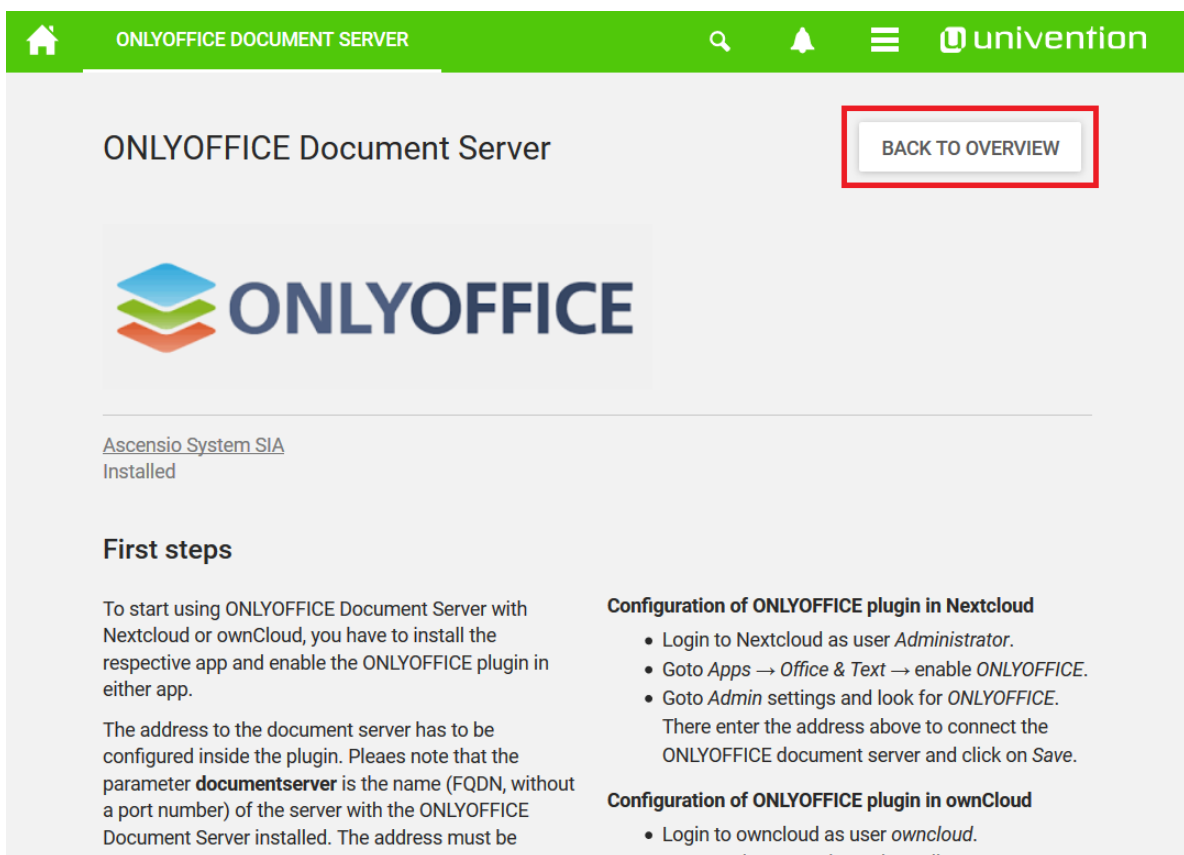 ONLYOFFICE DOCUMENT SERVER
univention
ONLYOFFICE Document Server
BACK TO OVERVIEW
ONLYOFFICE
Ascensio System SIA
Installed
First steps
To start using ONLYOFFICE Document Server with
Nextcloud or ownCloud, you have to install the
respective app and enable the ONLYOFFICE plugin in
either app.
The address to the document server has to be
configured inside the plugin. Pleaes note that the
parameter documentserver is the name (FQDN, without
a port number) of the server with the ONLYOFFICE
Document Server installed. The address must be
Configuration of ONLYOFFICE plugin in Nextcloud
• Login to Nextcloud as user Administrator.
• Goto Apps → Office & Text → enable ONLYOFFICE.
• Goto Admin settings and look for ONLYOFFICE.
There enter the address above to connect the
ONLYOFFICE document server and click on Save.
Configuration of ONLYOFFICE plugin in ownCloud
• Login to owncloud as user owncloud.